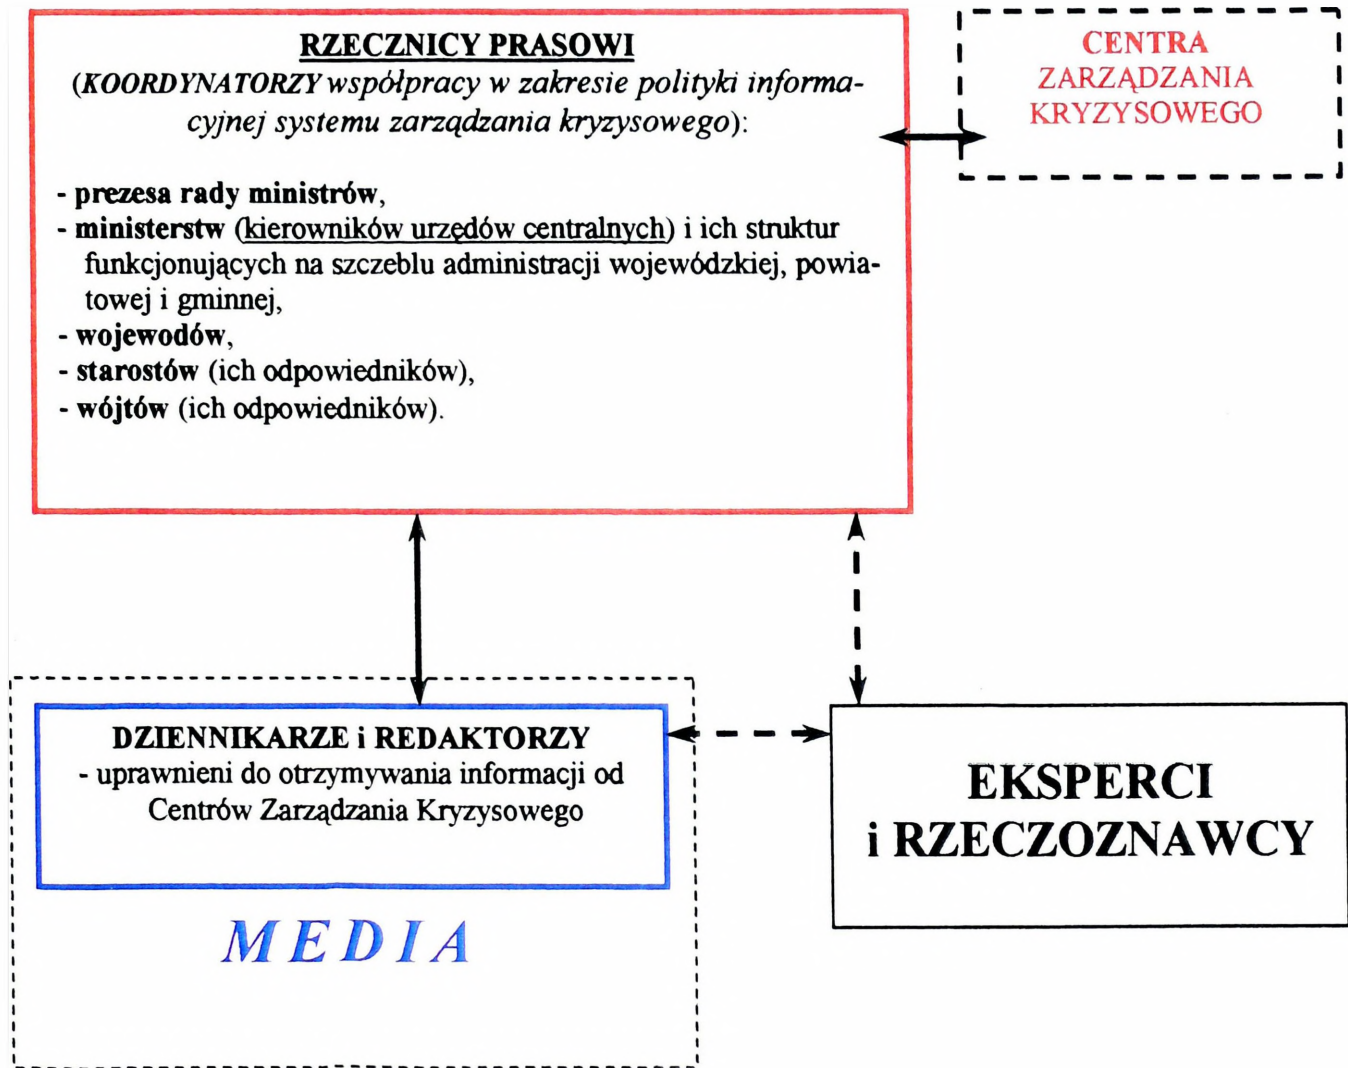 RZECZNICY PRASOWI
(KOORDYNATORZY współpracy w zakresie polityki informa-
cyjnej systemu zarządzania kryzysowego):
- prezesa rady ministrów,
- ministerstw (kierowników urzędów centralnych) i ich struktur
funkcjonujących na szczeblu administracji wojewódzkiej, powia-
towej i gminnej,
- wojewodów,
- starostów (ich odpowiedników),
- wójtów (ich odpowiedników).
CENTRA
ZARZĄDZANIA
KRYZYSOWEGO
DZIENNIKARZE i REDAKTORZY
- uprawnieni do otrzymywania informacji od
Centrów Zarządzania Kryzysowego
MEDIA
EKSPERCI
i RZECZOZNAWCY